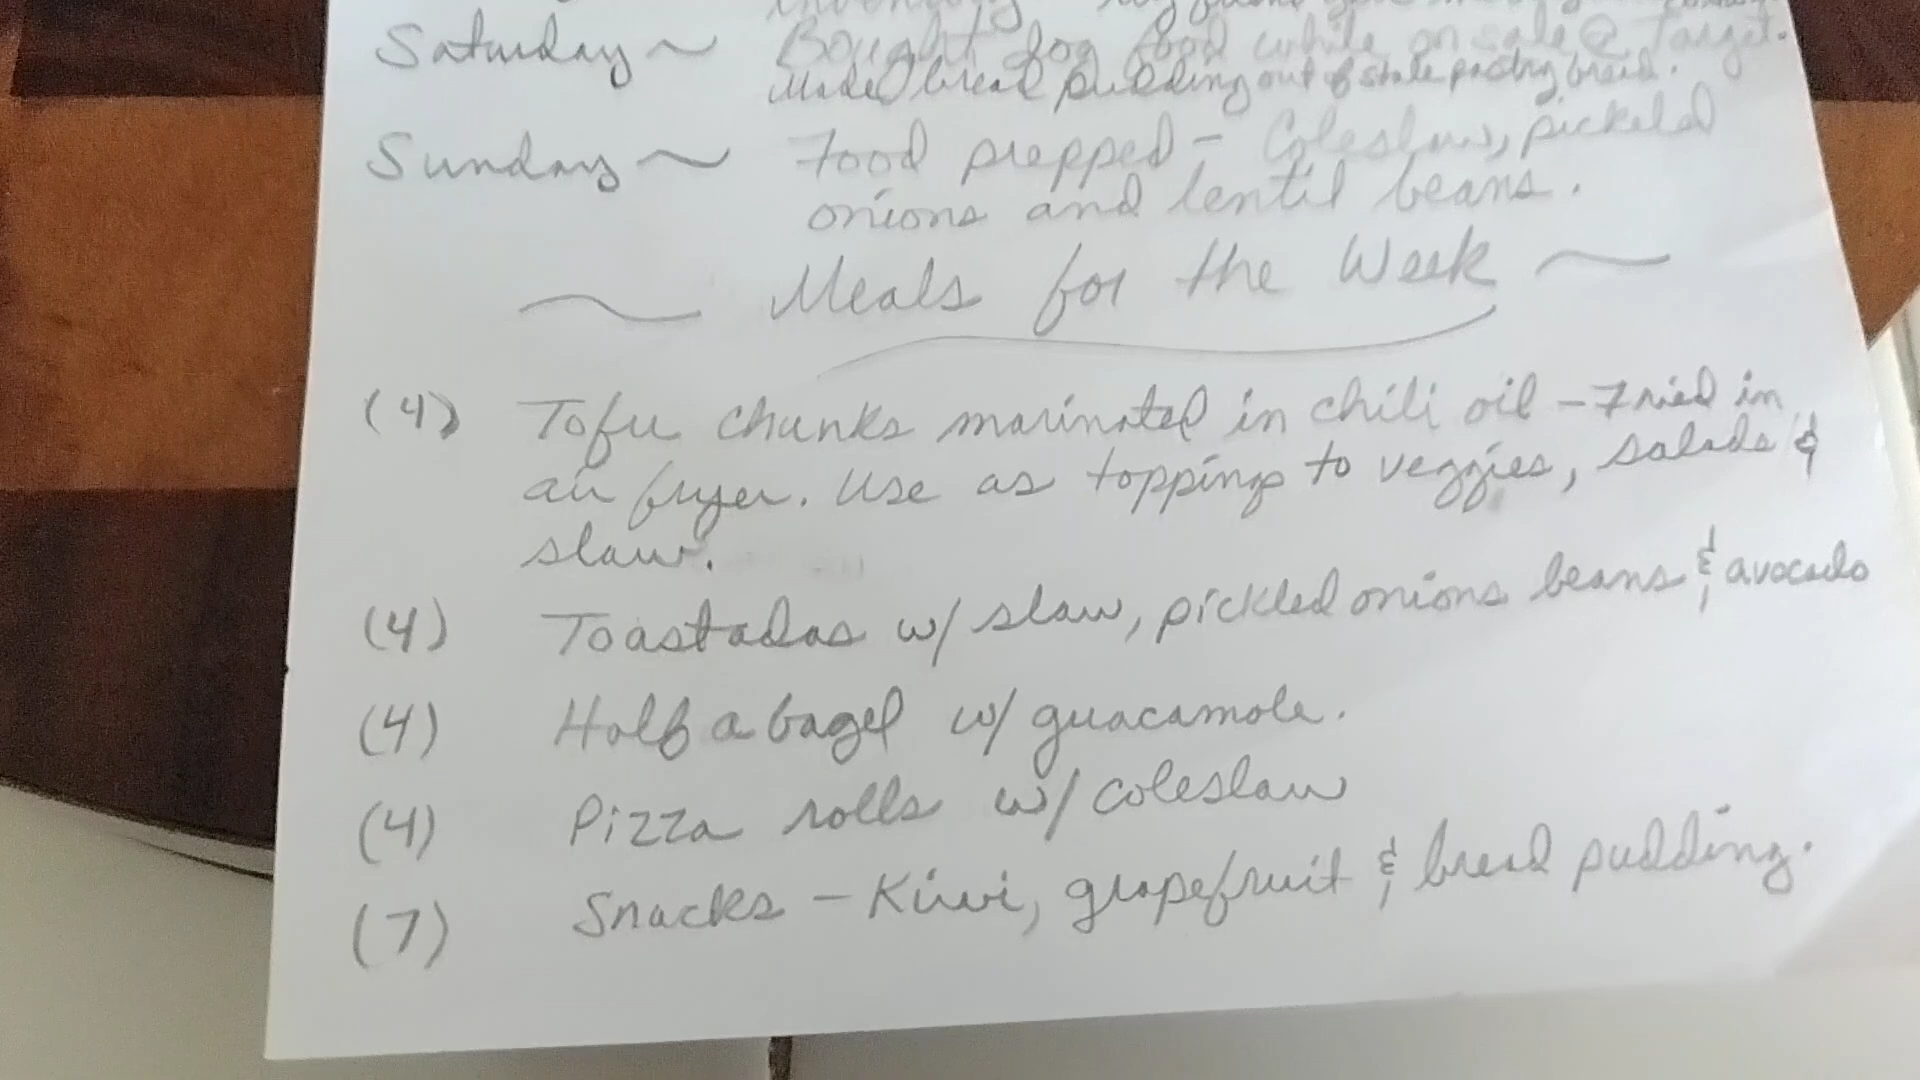 inventory
Saturday ~ Bought dog food while on sale @ Target.
Made bread pudding out of stale pastry bread.
Sunday ~ Food prepped - Coleslaw, pickeled
onions and lentil beans.
~ Meals for the Week ~
(4) Tofu chunks marinated in chili oil - Fried in
air fryer. Use as toppings to veggies, salads &
slaw.
(4) Toastadas w/ slaw, pickled onions beans & avocado
(4) Half a bagel w/ guacamole.
(4) Pizza rolls w/ coleslaw
(7) Snacks - Kiwi, grapefruit & bread pudding.